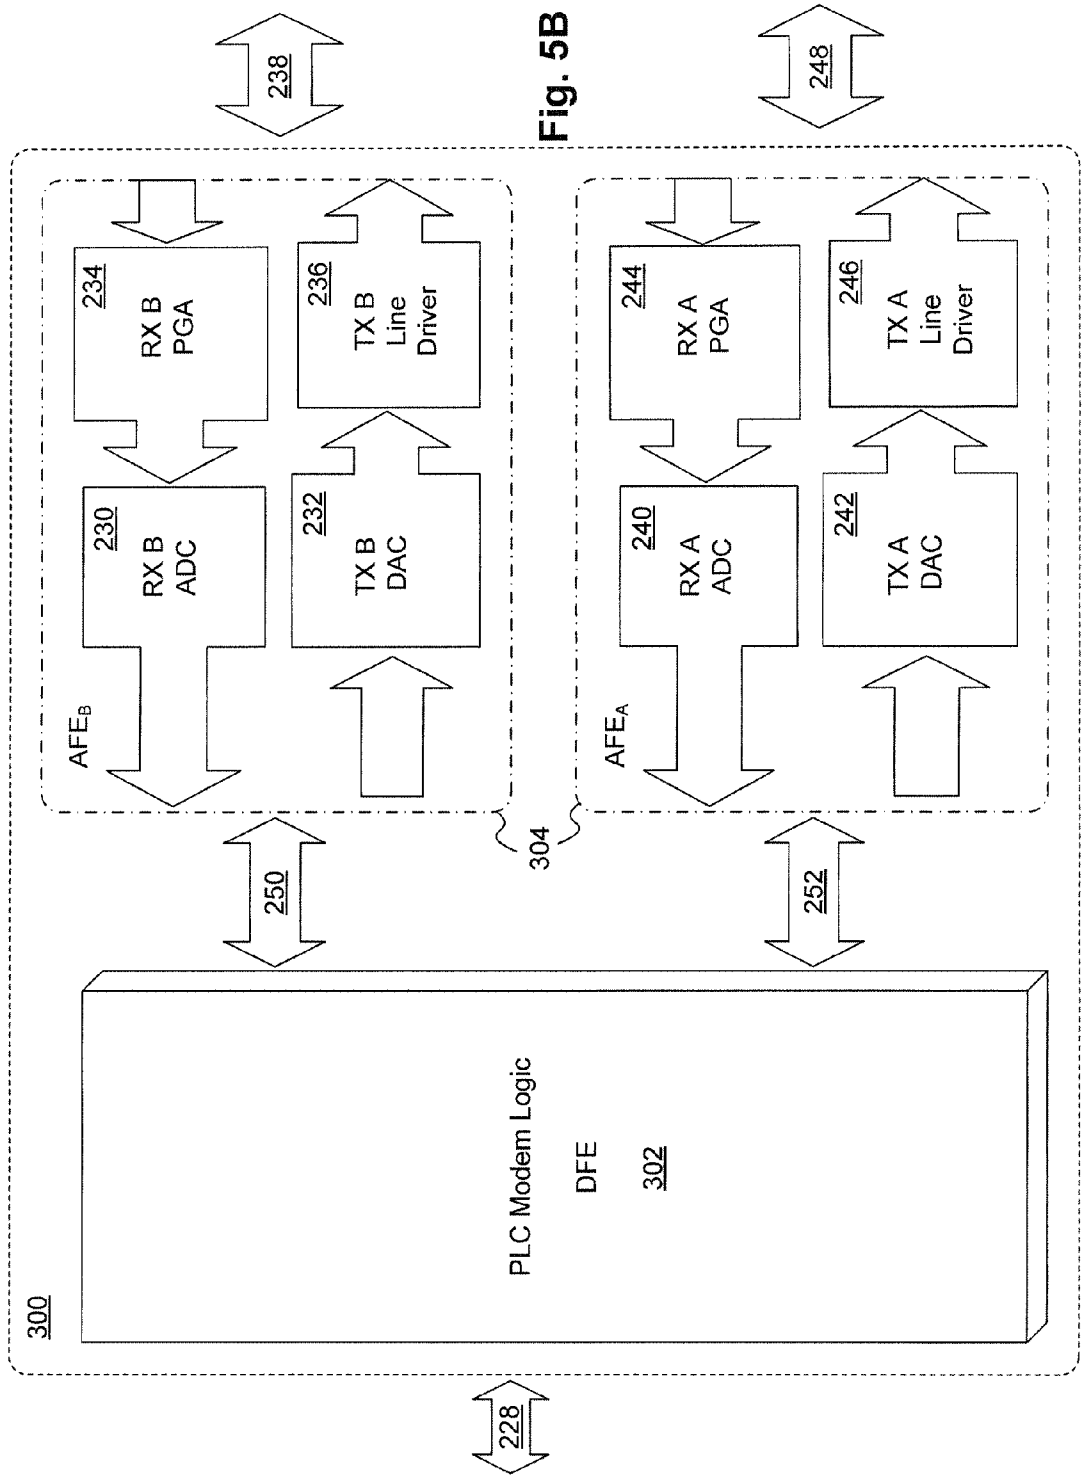 300
228
PLC Modem Logic
DFE
302
250
252
304
AFEB
RX B
ADC
230
RX B
PGA
234
TX B
DAC
232
TX B
Line
Driver
236
238
AFEA
RX A
ADC
240
RX A
PGA
244
TX A
DAC
242
TX A
Line
Driver
246
248
Fig. 5B